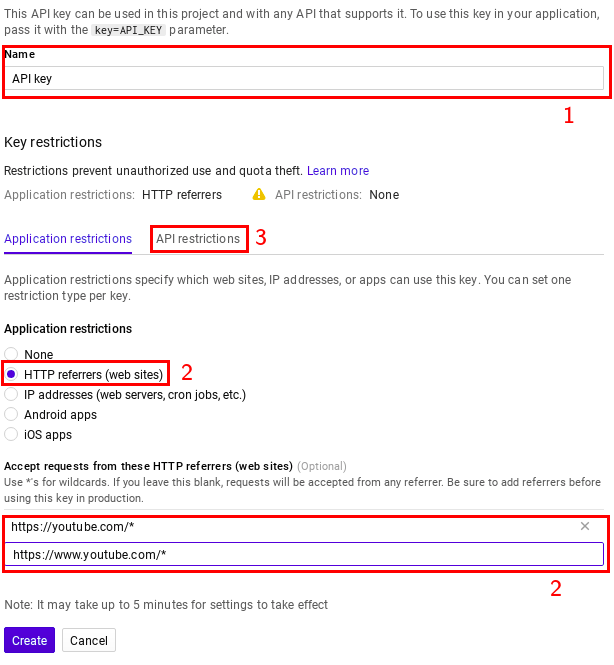 This API key can be used in this project and with any API that supports it. To use this key in your application,
pass it with the key=API_KEY parameter.
Name
API key
1
Key restrictions
Restrictions prevent unauthorized use and quota theft. Learn more
Application restrictions: HTTP referrers API restrictions: None
Application restrictions API restrictions 3
Application restrictions specify which web sites, IP addresses, or apps can use this key. You can set one
restriction type per key.
Application restrictions
None
HTTP referrers (web sites) 2
IP addresses (web servers, cron jobs, etc.)
Android apps
iOS apps
Accept requests from these HTTP referrers (web sites) (Optional)
Use *'s for wildcards. If you leave this blank, requests will be accepted from any referrer. Be sure to add referrers before
using this key in production.
https://youtube.com/*
https://www.youtube.com/*
2
Note: It may take up to 5 minutes for settings to take effect
Create Cancel